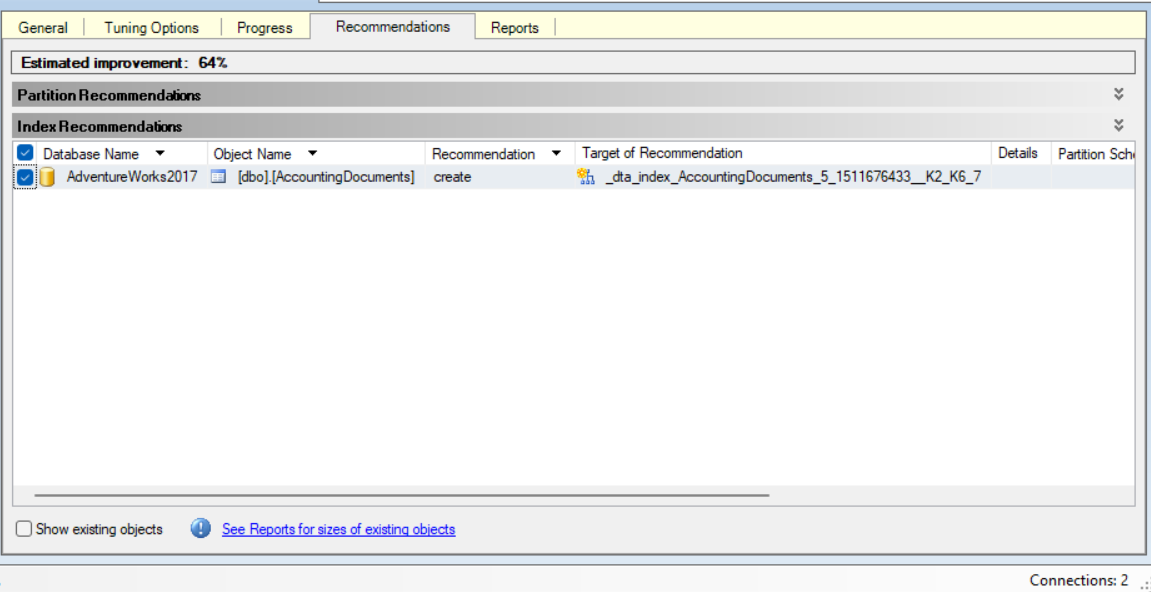 General Tuning Options Progress Recommendations Reports
Estimated improvement: 64%
Partition Recommendations
Index Recommendations
Database Name Object Name Recommendation Target of Recommendation Details Partition Sche
AdventureWorks2017 [dbo].[AccountingDocuments] create _dta_index_AccountingDocuments_5_1511676433__K2_K6_7
Show existing objects See Reports for sizes of existing objects
Connections: 2